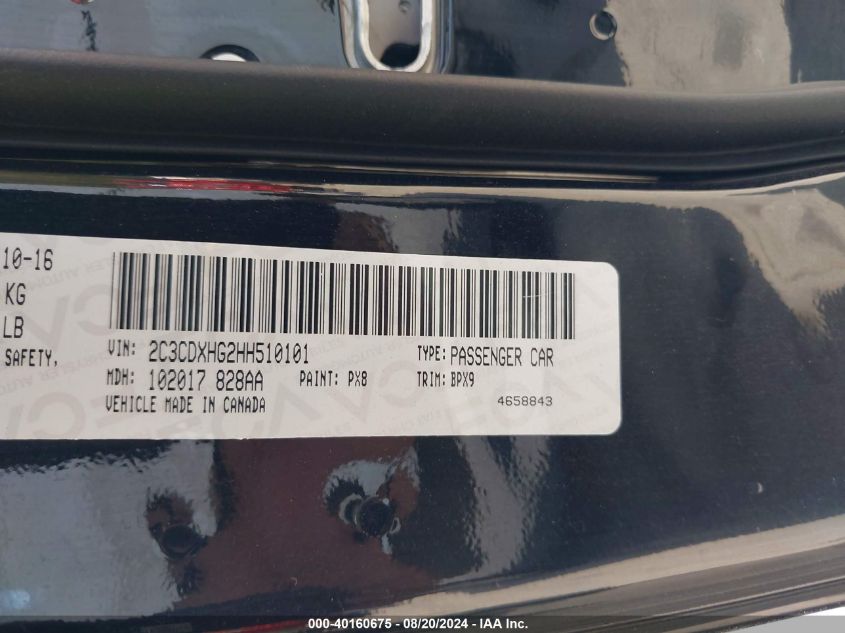 10-16
KG
LB
SAFETY,
VIN: 2C3CDXHG2HH510101 TYPE: PASSENGER CAR
MDH: 102017 828AA PAINT: PX8 TRIM: BPX9
VEHICLE MADE IN CANADA 4658843
000-40160675 / 08/20/2024 - IAA Inc.